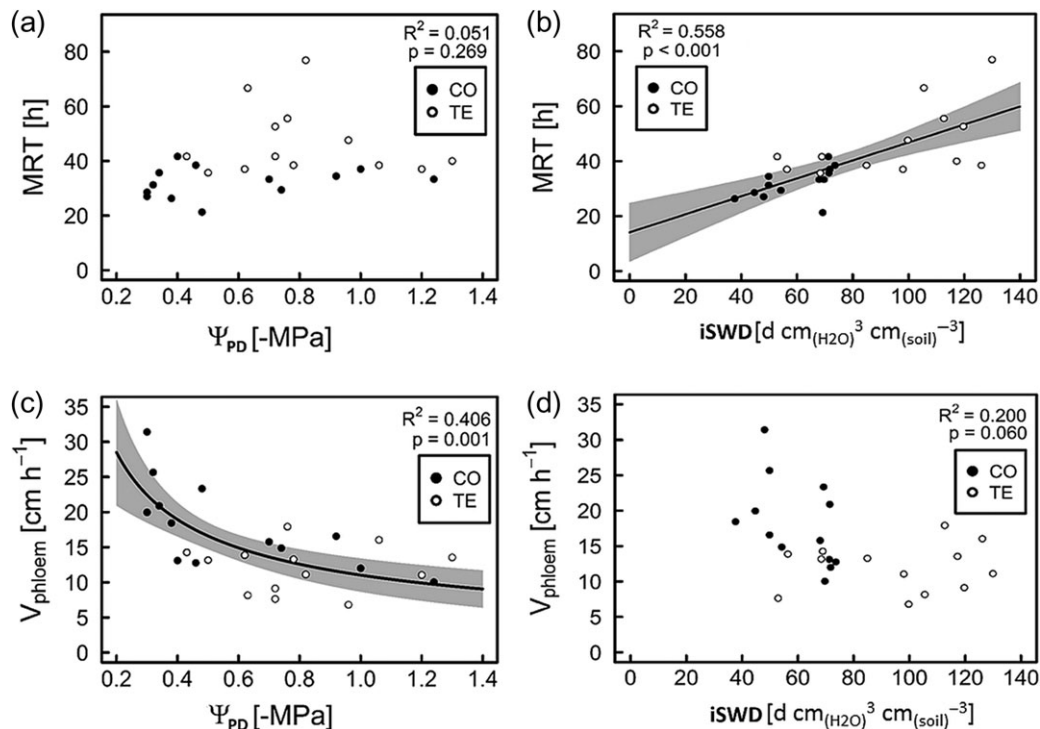 (a)
R² = 0.051
p = 0.269
CO
TE
MRT [h]
80
60
40
20
0
0.2 0.4 0.6 0.8 1.0 1.2 1.4
Ψ_PD [-MPa]
(b)
R² = 0.558
p < 0.001
CO
TE
MRT [h]
80
60
40
20
0
0 20 40 60 80 100 120 140
iSWD [d cm(H2O)³ cm(soil)⁻³]
(c)
R² = 0.406
p = 0.001
CO
TE
Vphloem [cm h⁻¹]
35
30
25
20
15
10
5
0
0.2 0.4 0.6 0.8 1.0 1.2 1.4
Ψ_PD [-MPa]
(d)
R² = 0.200
p = 0.060
CO
TE
Vphloem [cm h⁻¹]
35
30
25
20
15
10
5
0
0 20 40 60 80 100 120 140
iSWD [d cm(H2O)³ cm(soil)⁻³]